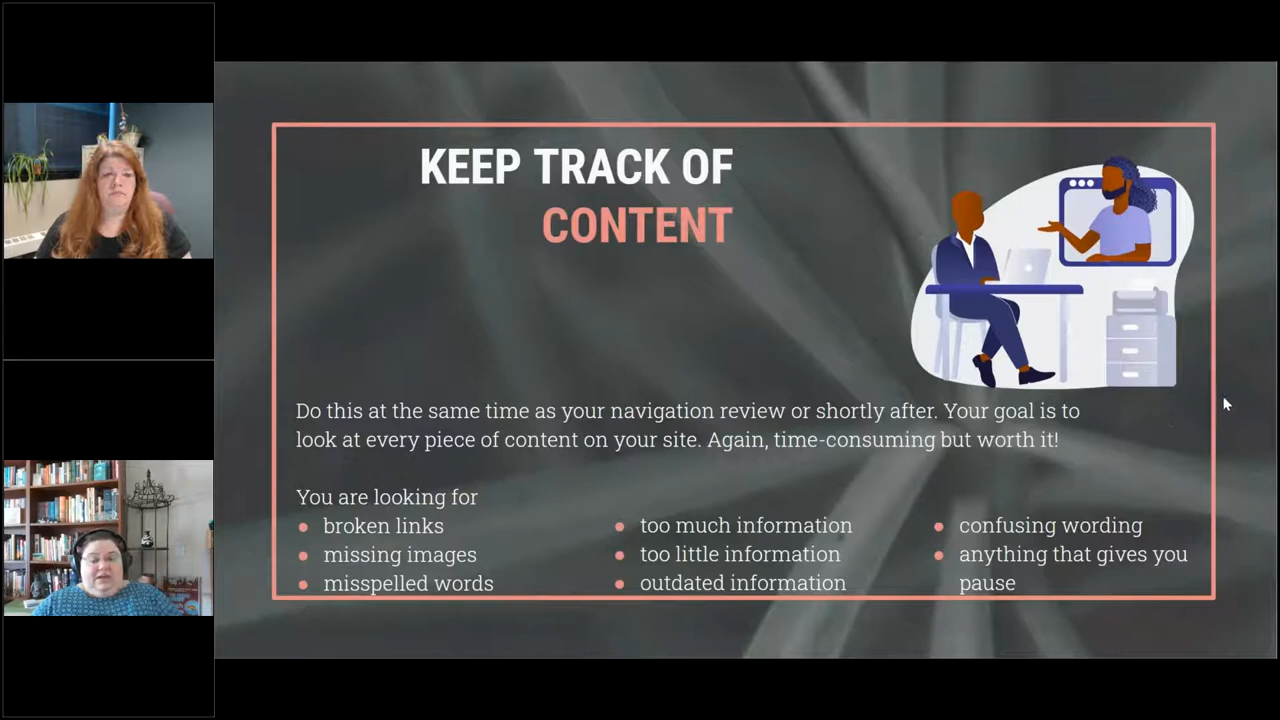 KEEP TRACK OF
CONTENT
Do this at the same time as your navigation review or shortly after. Your goal is to
look at every piece of content on your site. Again, time-consuming but worth it!
You are looking for
broken links
missing images
misspelled words
too much information
too little information
outdated information
confusing wording
anything that gives you
pause